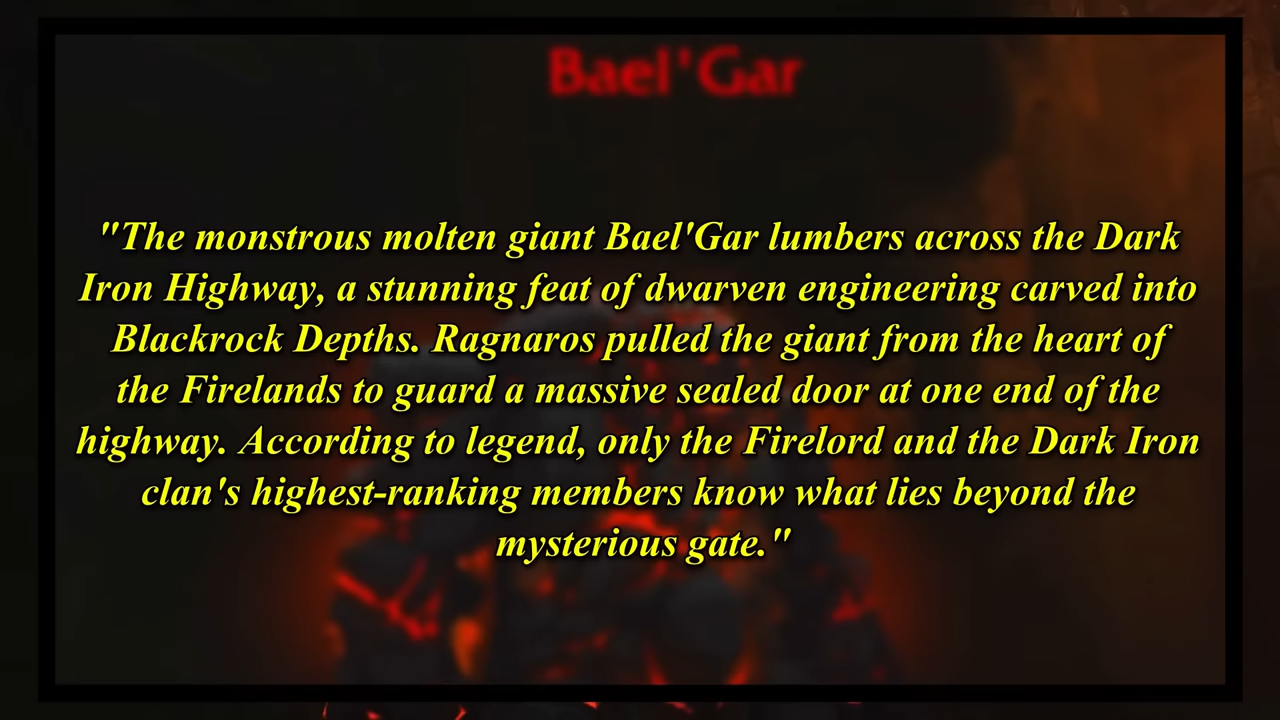 Bael'Gar
"The monstrous molten giant Bael'Gar lumbers across the Dark
Iron Highway, a stunning feat of dwarven engineering carved into
Blackrock Depths. Ragnaros pulled the giant from the heart of
the Firelands to guard a massive sealed door at one end of the
highway. According to legend, only the Firelord and the Dark Iron
clan's highest-ranking members know what lies beyond the
mysterious gate."